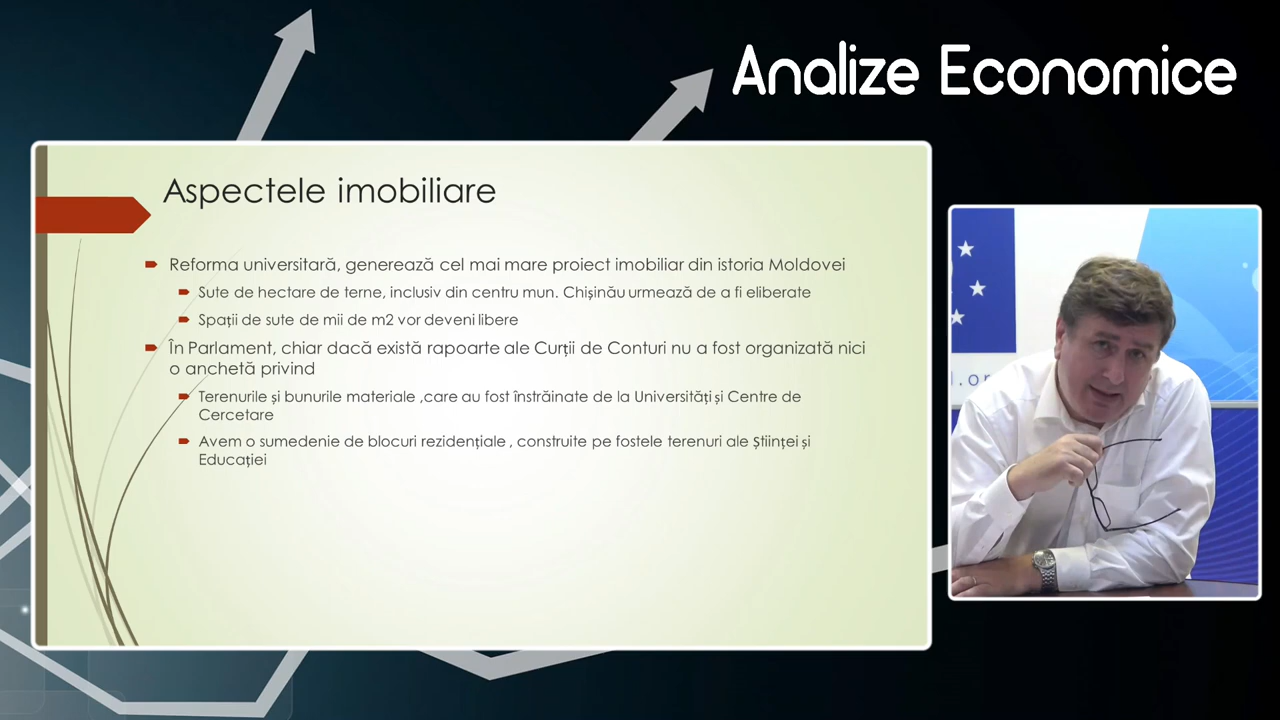 Analize Economice
Aspectele imobiliare
Reforma universitară, generează cel mai mare proiect imobiliar din istoria Moldovei
Sute de hectare de terne, inclusiv din centru mun. Chișinău urmează de a fi eliberate
Spații de sute de mii de m2 vor deveni libere
În Parlament, chiar dacă există rapoarte ale Curții de Conturi nu a fost organizată nici
o anchetă privind
Terenurile și bunurile materiale ,care au fost înstrăinate de la Universități și Centre de
Cercetare
Avem o sumedenie de blocuri rezidențiale , construite pe fostele terenuri ale Științei și
Educației
l.or